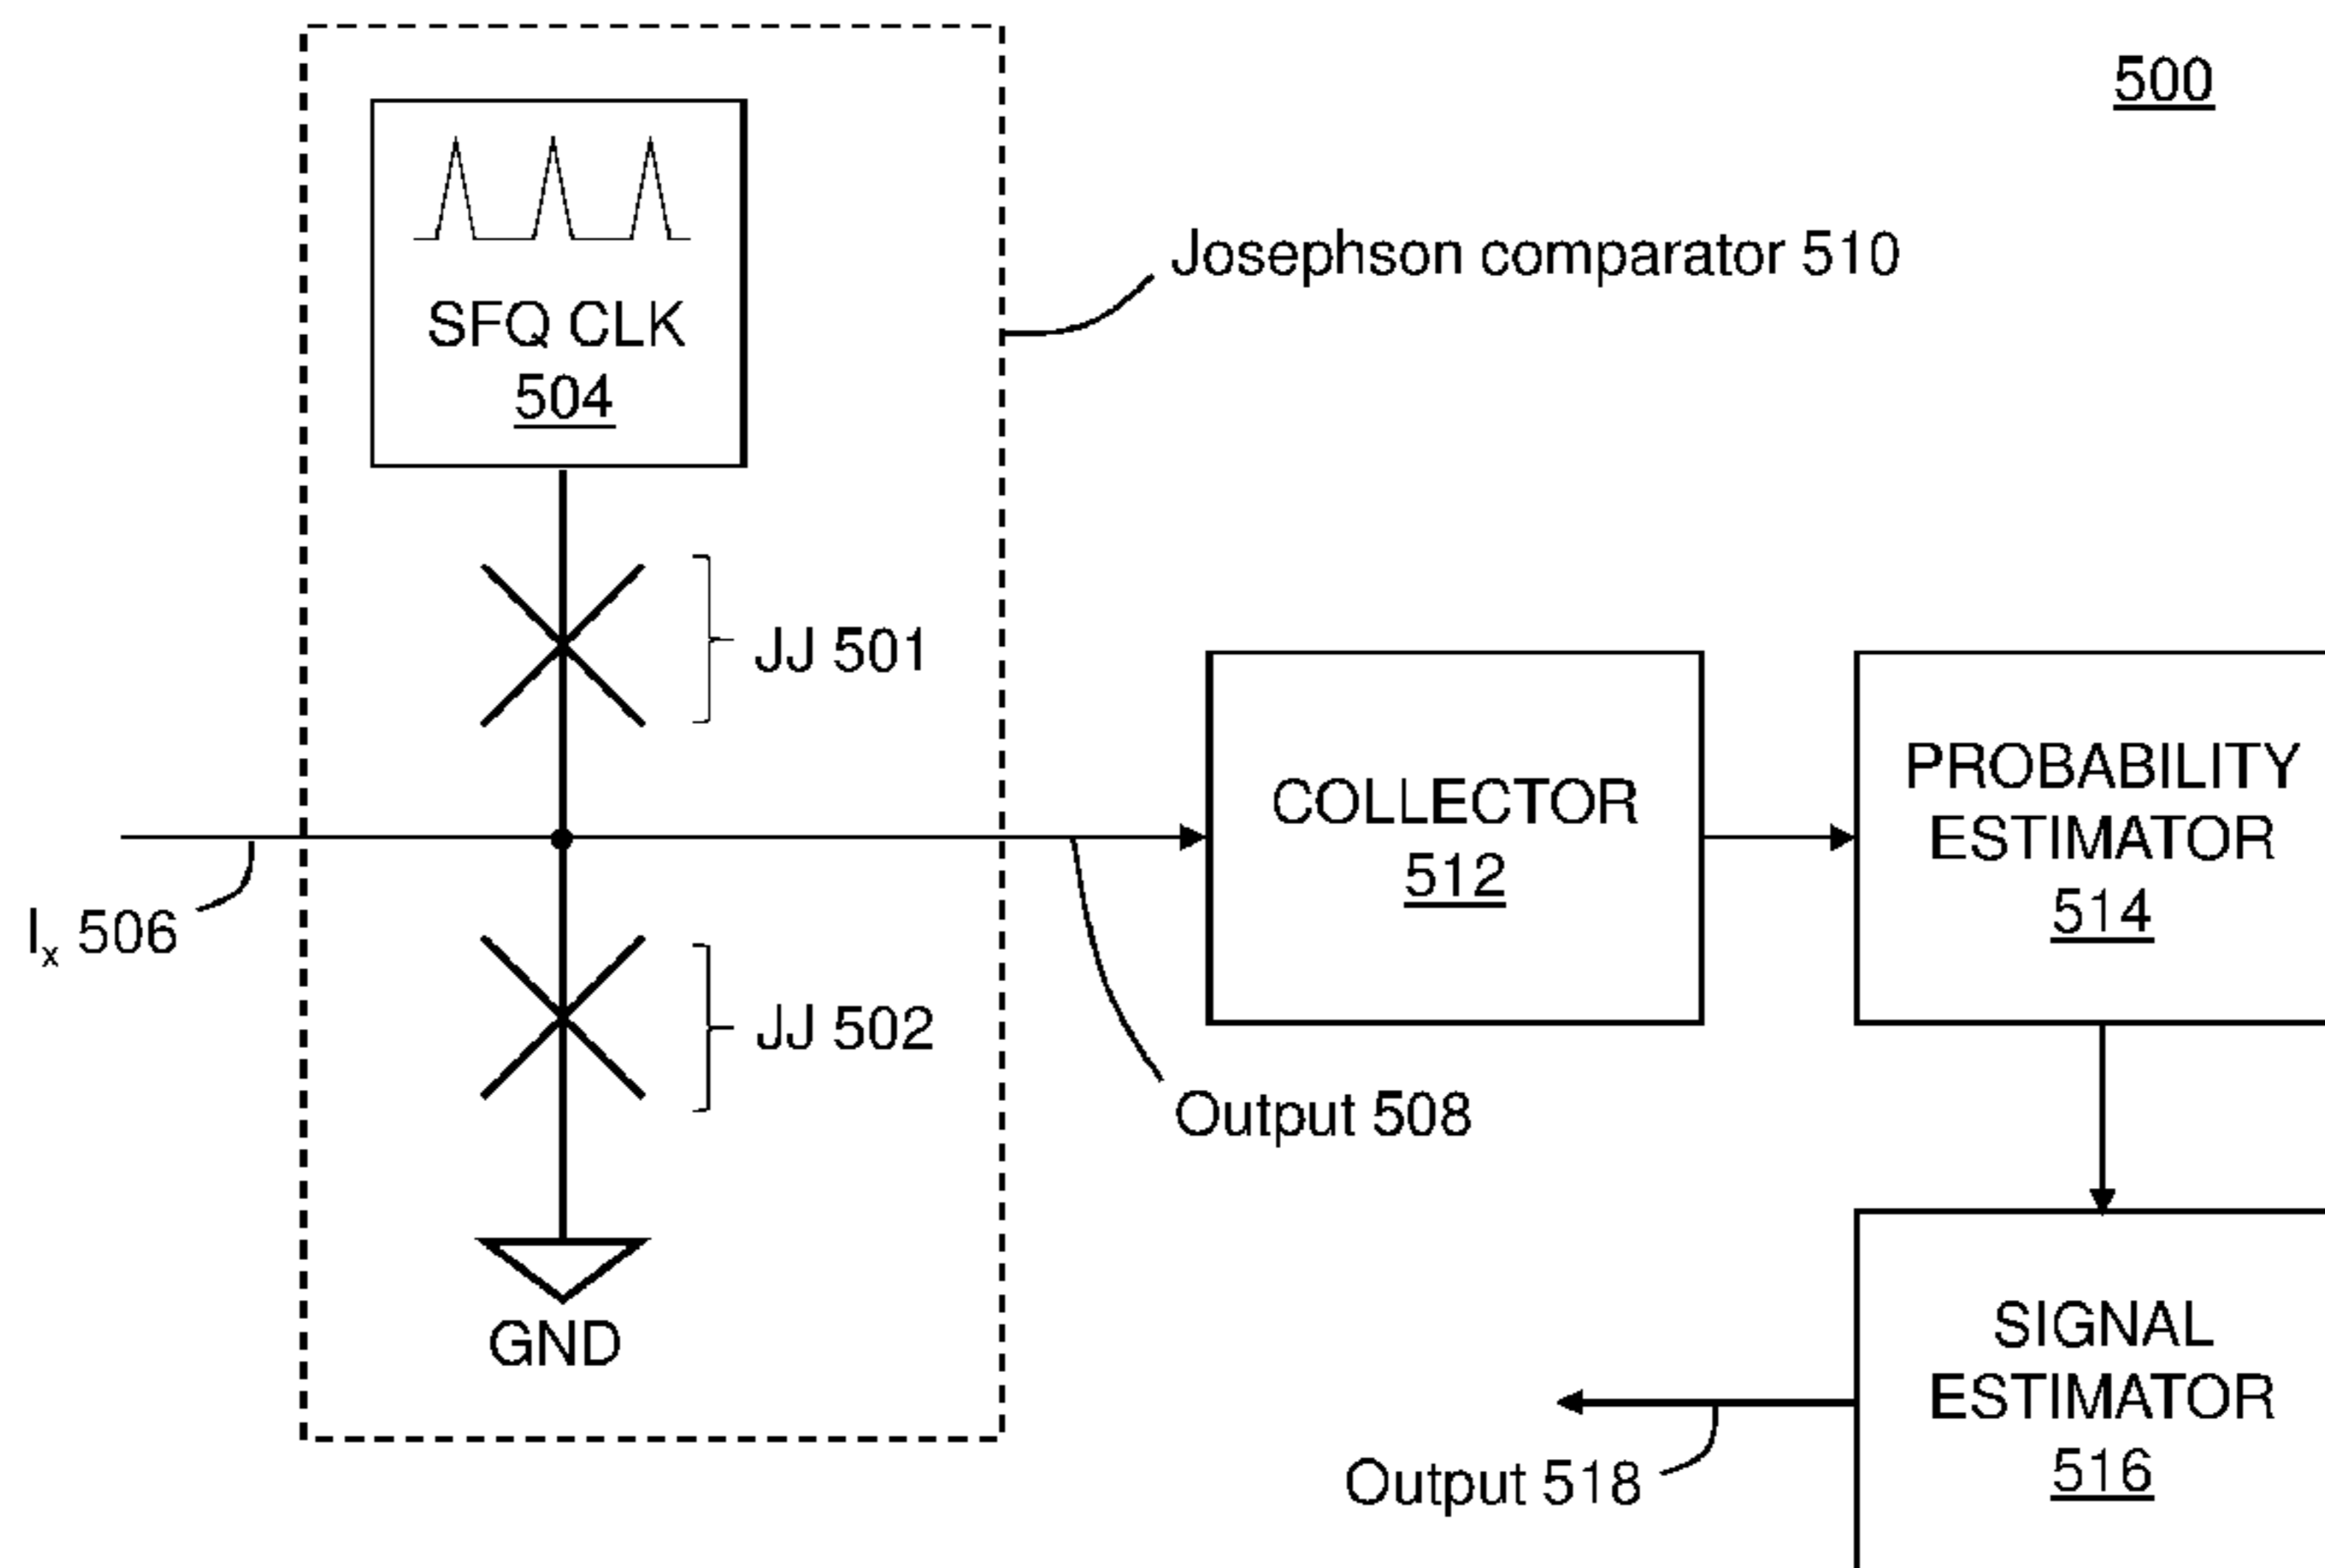 500
SFQ CLK
504
Josephson comparator 510
JJ 501
COLLECTOR
512
PROBABILITY
ESTIMATOR
514
Ix 506
JJ 502
Output 508
GND
SIGNAL
ESTIMATOR
516
Output 518